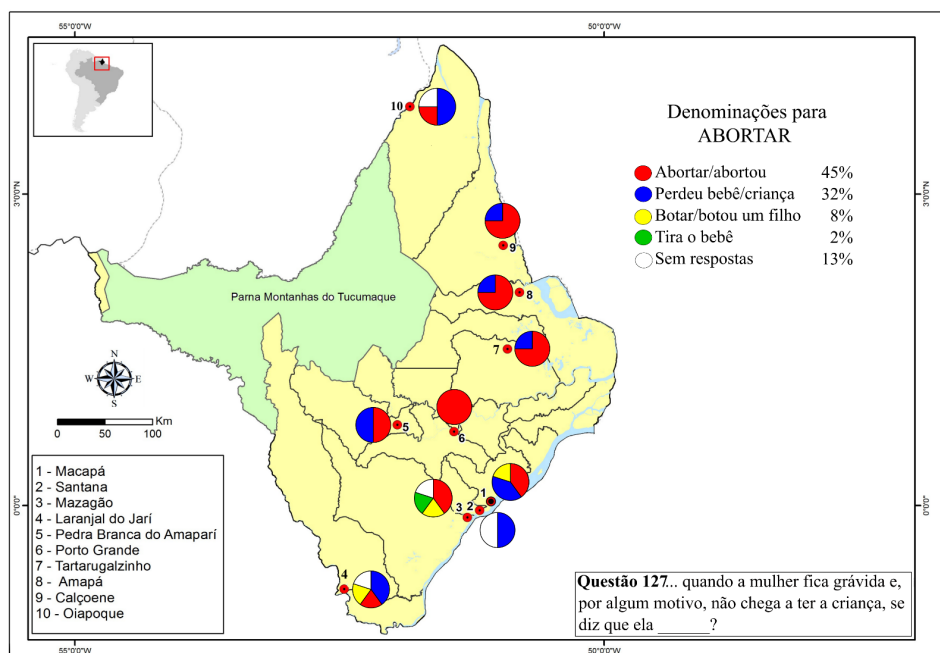 55°0'0"W
50°0'0"W
10
Denominações para
ABORTAR
Abortar/abortou 45%
Perdeu bebê/criança 32%
Botar/botou um filho 8%
Tira o bebê 2%
Sem respostas 13%
3°0'0"N
3°0'0"N
9
8
Parna Montanhas do Tucumaque
7
N
W E
S
Km
0 50 100
5
6
1
2
3
4
0°0'0"
0°0'0"
1 - Macapá
2 - Santana
3 - Mazagão
4 - Laranjal do Jarí
5 - Pedra Branca do Amaparí
6 - Porto Grande
7 - Tartarugalzinho
8 - Amapá
9 - Calçoene
10 - Oiapoque
Questão 127... quando a mulher fica grávida e,
por algum motivo, não chega a ter a criança, se
diz que ela ______?
55°0'0"W
50°0'0"W